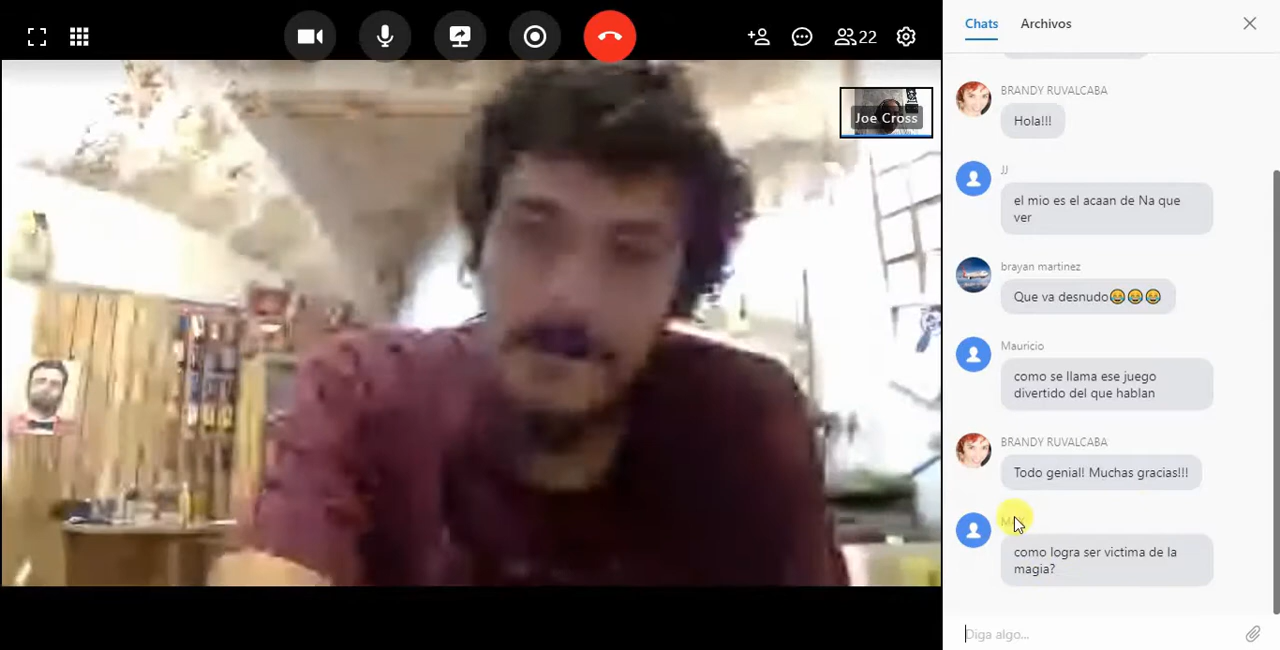 22
Joe Cross
Chats Archivos
BRANDY RUVALCABA
Hola!!!
JJ
el mio es el acaan de Na que
ver
brayan martinez
Que va desnudo😂😂😂
Mauricio
como se llama ese juego
divertido del que hablan
BRANDY RUVALCABA
Todo genial! Muchas gracias!!!
como logra ser victima de la
magia?
Diga algo...